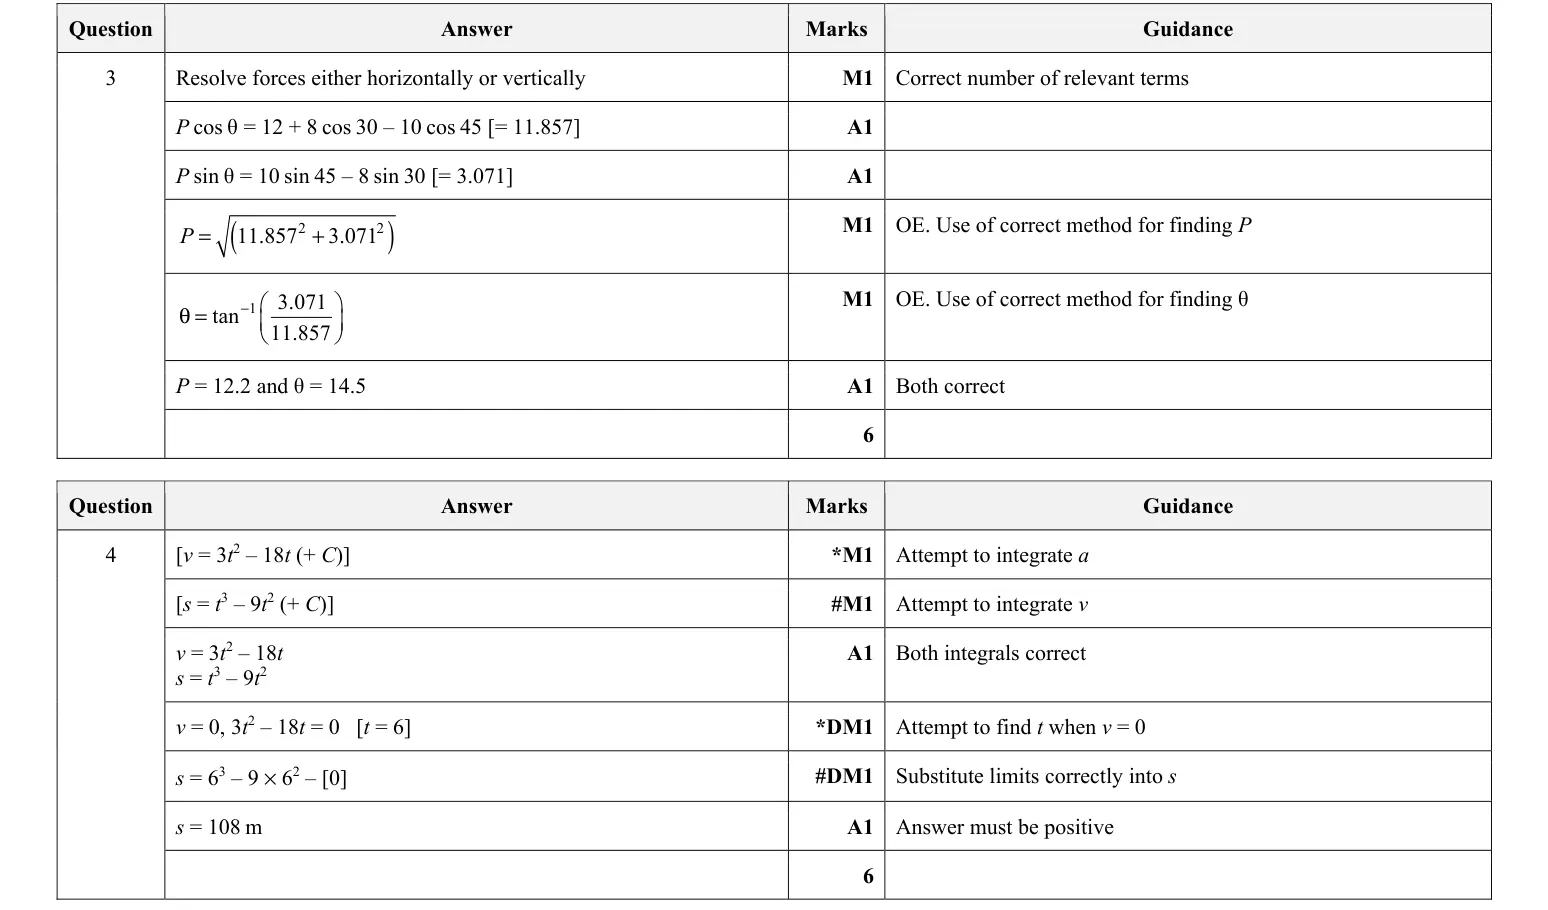 Question Answer Marks Guidance
3 Resolve forces either horizontally or vertically M1 Correct number of relevant terms
P cos θ = 12 + 8 cos 30 – 10 cos 45 [= 11.857] A1
P sin θ = 10 sin 45 – 8 sin 30 [= 3.071] A1
P = √(11.857² + 3.071²) M1 OE. Use of correct method for finding P
θ = tan⁻¹(3.071/11.857) M1 OE. Use of correct method for finding θ
P = 12.2 and θ = 14.5 A1 Both correct
6
Question Answer Marks Guidance
4 [v = 3t² – 18t (+ C)] *M1 Attempt to integrate a
[s = t³ – 9t² (+ C)] #M1 Attempt to integrate v
v = 3t² – 18t A1 Both integrals correct
s = t³ – 9t²
v = 0, 3t² – 18t = 0 [t = 6] *DM1 Attempt to find t when v = 0
s = 6³ – 9 × 6² – [0] #DM1 Substitute limits correctly into s
s = 108 m A1 Answer must be positive
6